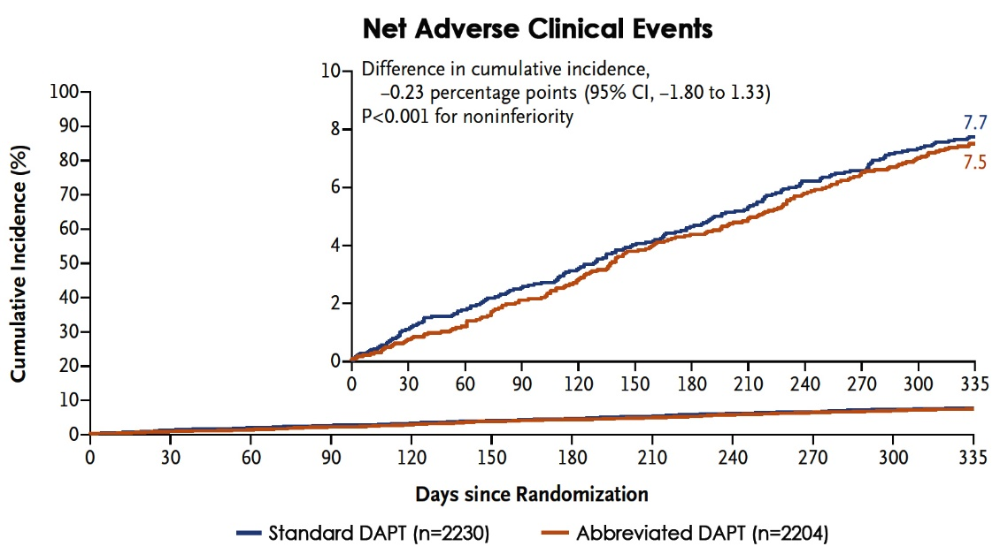 Net Adverse Clinical Events
Difference in cumulative incidence,
−0.23 percentage points (95% CI, −1.80 to 1.33)
P<0.001 for noninferiority
10
8
6
4
2
0
7.7
7.5
0 30 60 90 120 150 180 210 240 270 300 335
Cumulative Incidence (%)
100
90
80
70
60
50
40
30
20
10
0
0 30 60 90 120 150 180 210 240 270 300 335
Days since Randomization
Standard DAPT (n=2230) Abbreviated DAPT (n=2204)